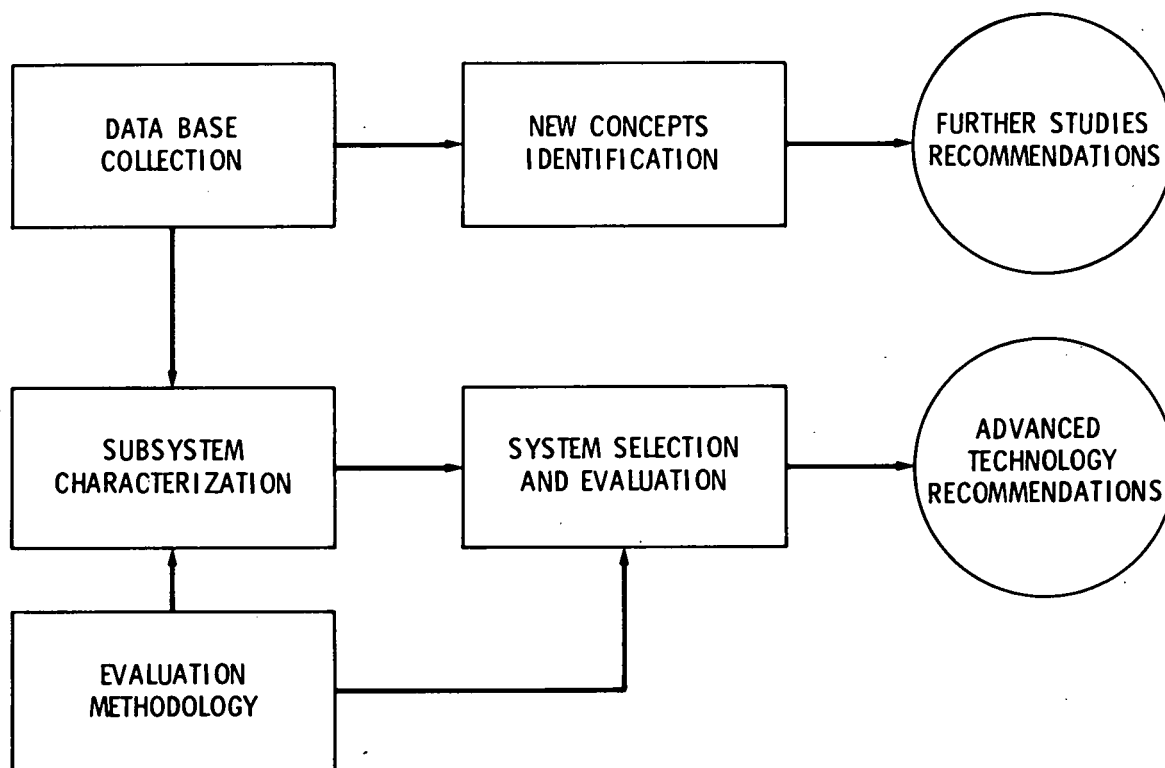 DATA BASE
COLLECTION
NEW CONCEPTS
IDENTIFICATION
FURTHER STUDIES
RECOMMENDATIONS
SUBSYSTEM
CHARACTERIZATION
SYSTEM SELECTION
AND EVALUATION
ADVANCED
TECHNOLOGY
RECOMMENDATIONS
EVALUATION
METHODOLOGY